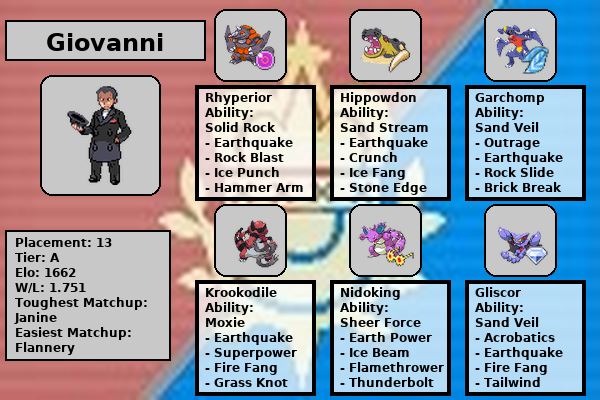 Giovanni
Placement: 13
Tier: A
Elo: 1662
W/L: 1.751
Toughest Matchup:
Janine
Easiest Matchup:
Flannery
Rhyperior
Ability:
Solid Rock
- Earthquake
- Rock Blast
- Ice Punch
- Hammer Arm
Hippowdon
Ability:
Sand Stream
- Earthquake
- Crunch
- Ice Fang
- Stone Edge
Garchomp
Ability:
Sand Veil
- Outrage
- Earthquake
- Rock Slide
- Brick Break
Krookodile
Ability:
Moxie
- Earthquake
- Superpower
- Fire Fang
- Grass Knot
Nidoking
Ability:
Sheer Force
- Earth Power
- Ice Beam
- Flamethrower
- Thunderbolt
Gliscor
Ability:
Sand Veil
- Acrobatics
- Earthquake
- Fire Fang
- Tailwind